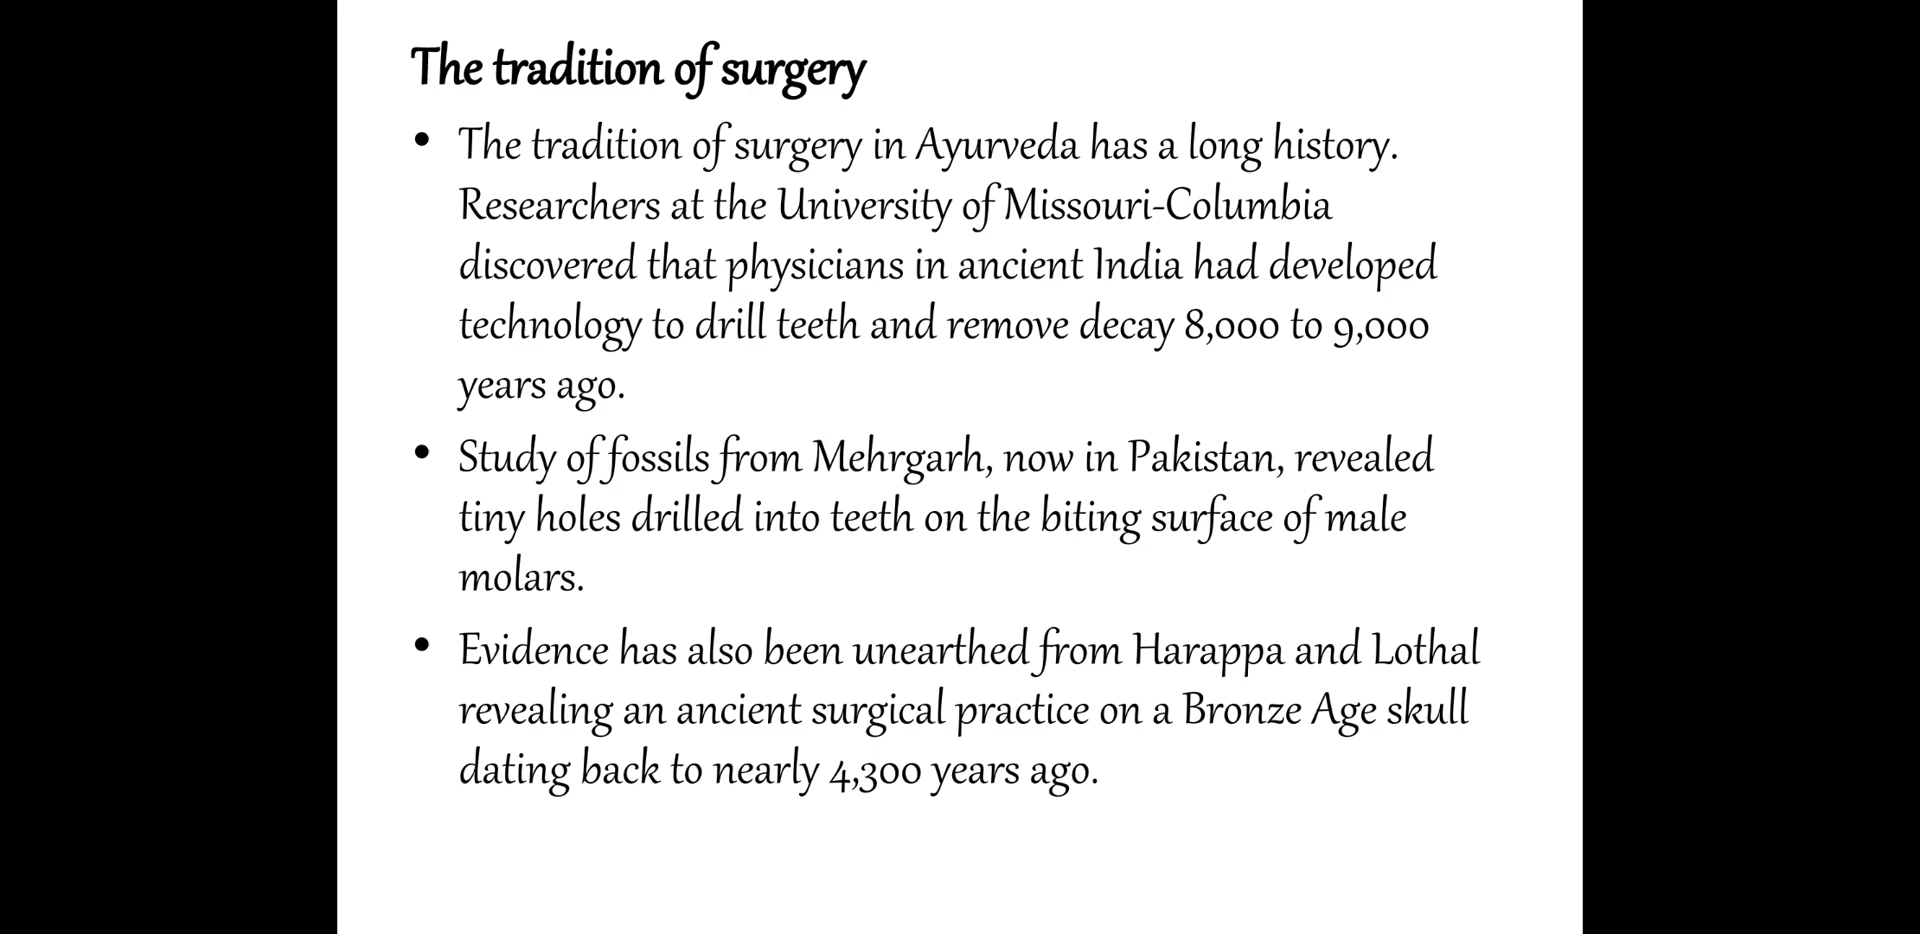 The tradition of surgery
• The tradition of surgery in Ayurveda has a long history.
Researchers at the University of Missouri-Columbia
discovered that physicians in ancient India had developed
technology to drill teeth and remove decay 8,000 to 9,000
years ago.
• Study of fossils from Mehrgarh, now in Pakistan, revealed
tiny holes drilled into teeth on the biting surface of male
molars.
• Evidence has also been unearthed from Harappa and Lothal
revealing an ancient surgical practice on a Bronze Age skull
dating back to nearly 4,300 years ago.